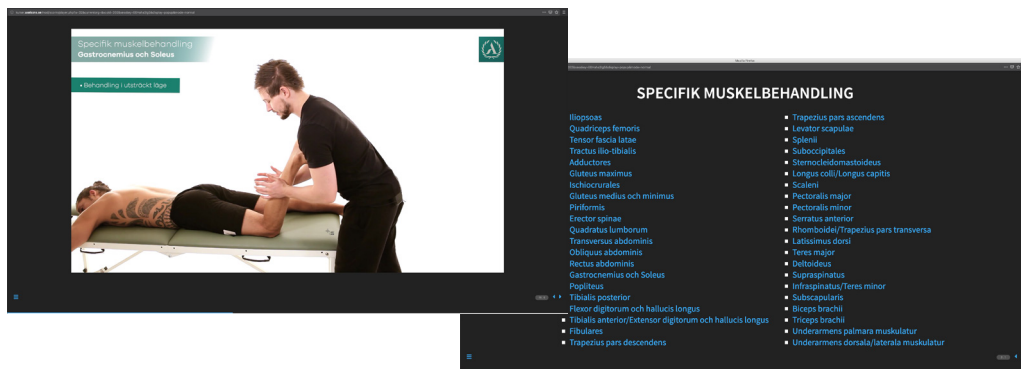 Specifik muskelbehandling
Gastrocnemius och Soleus
• Behandling i utsträckt läge
SPECIFIK MUSKELBEHANDLING
Iliopsoas
Quadriceps femoris
Tensor fascia latae
Tractus ilio-tibialis
Adductores
Gluteus maximus
Ischiocrurales
Gluteus medius och minimus
Piriformis
Erector spinae
Quadratus lumborum
Transversus abdominis
Obliquus abdominis
Rectus abdominis
Gastrocnemius och Soleus
Popliteus
Tibialis posterior
Flexor digitorum och hallucis longus
Tibialis anterior/Extensor digitorum och hallucis longus
Fibulares
Trapezius pars descendens
Trapezius pars ascendens
Levator scapulae
Splenii
Suboccipitales
Sternocleidomastoideus
Longus colli/Longus capitis
Scaleni
Pectoralis major
Pectoralis minor
Serratus anterior
Rhomboidei/Trapezius pars transversa
Latissimus dorsi
Teres major
Deltoideus
Supraspinatus
Infraspinatus/Teres minor
Subscapularis
Biceps brachii
Triceps brachii
Underarmens palmara muskulatur
Underarmens dorsala/laterala muskulatur